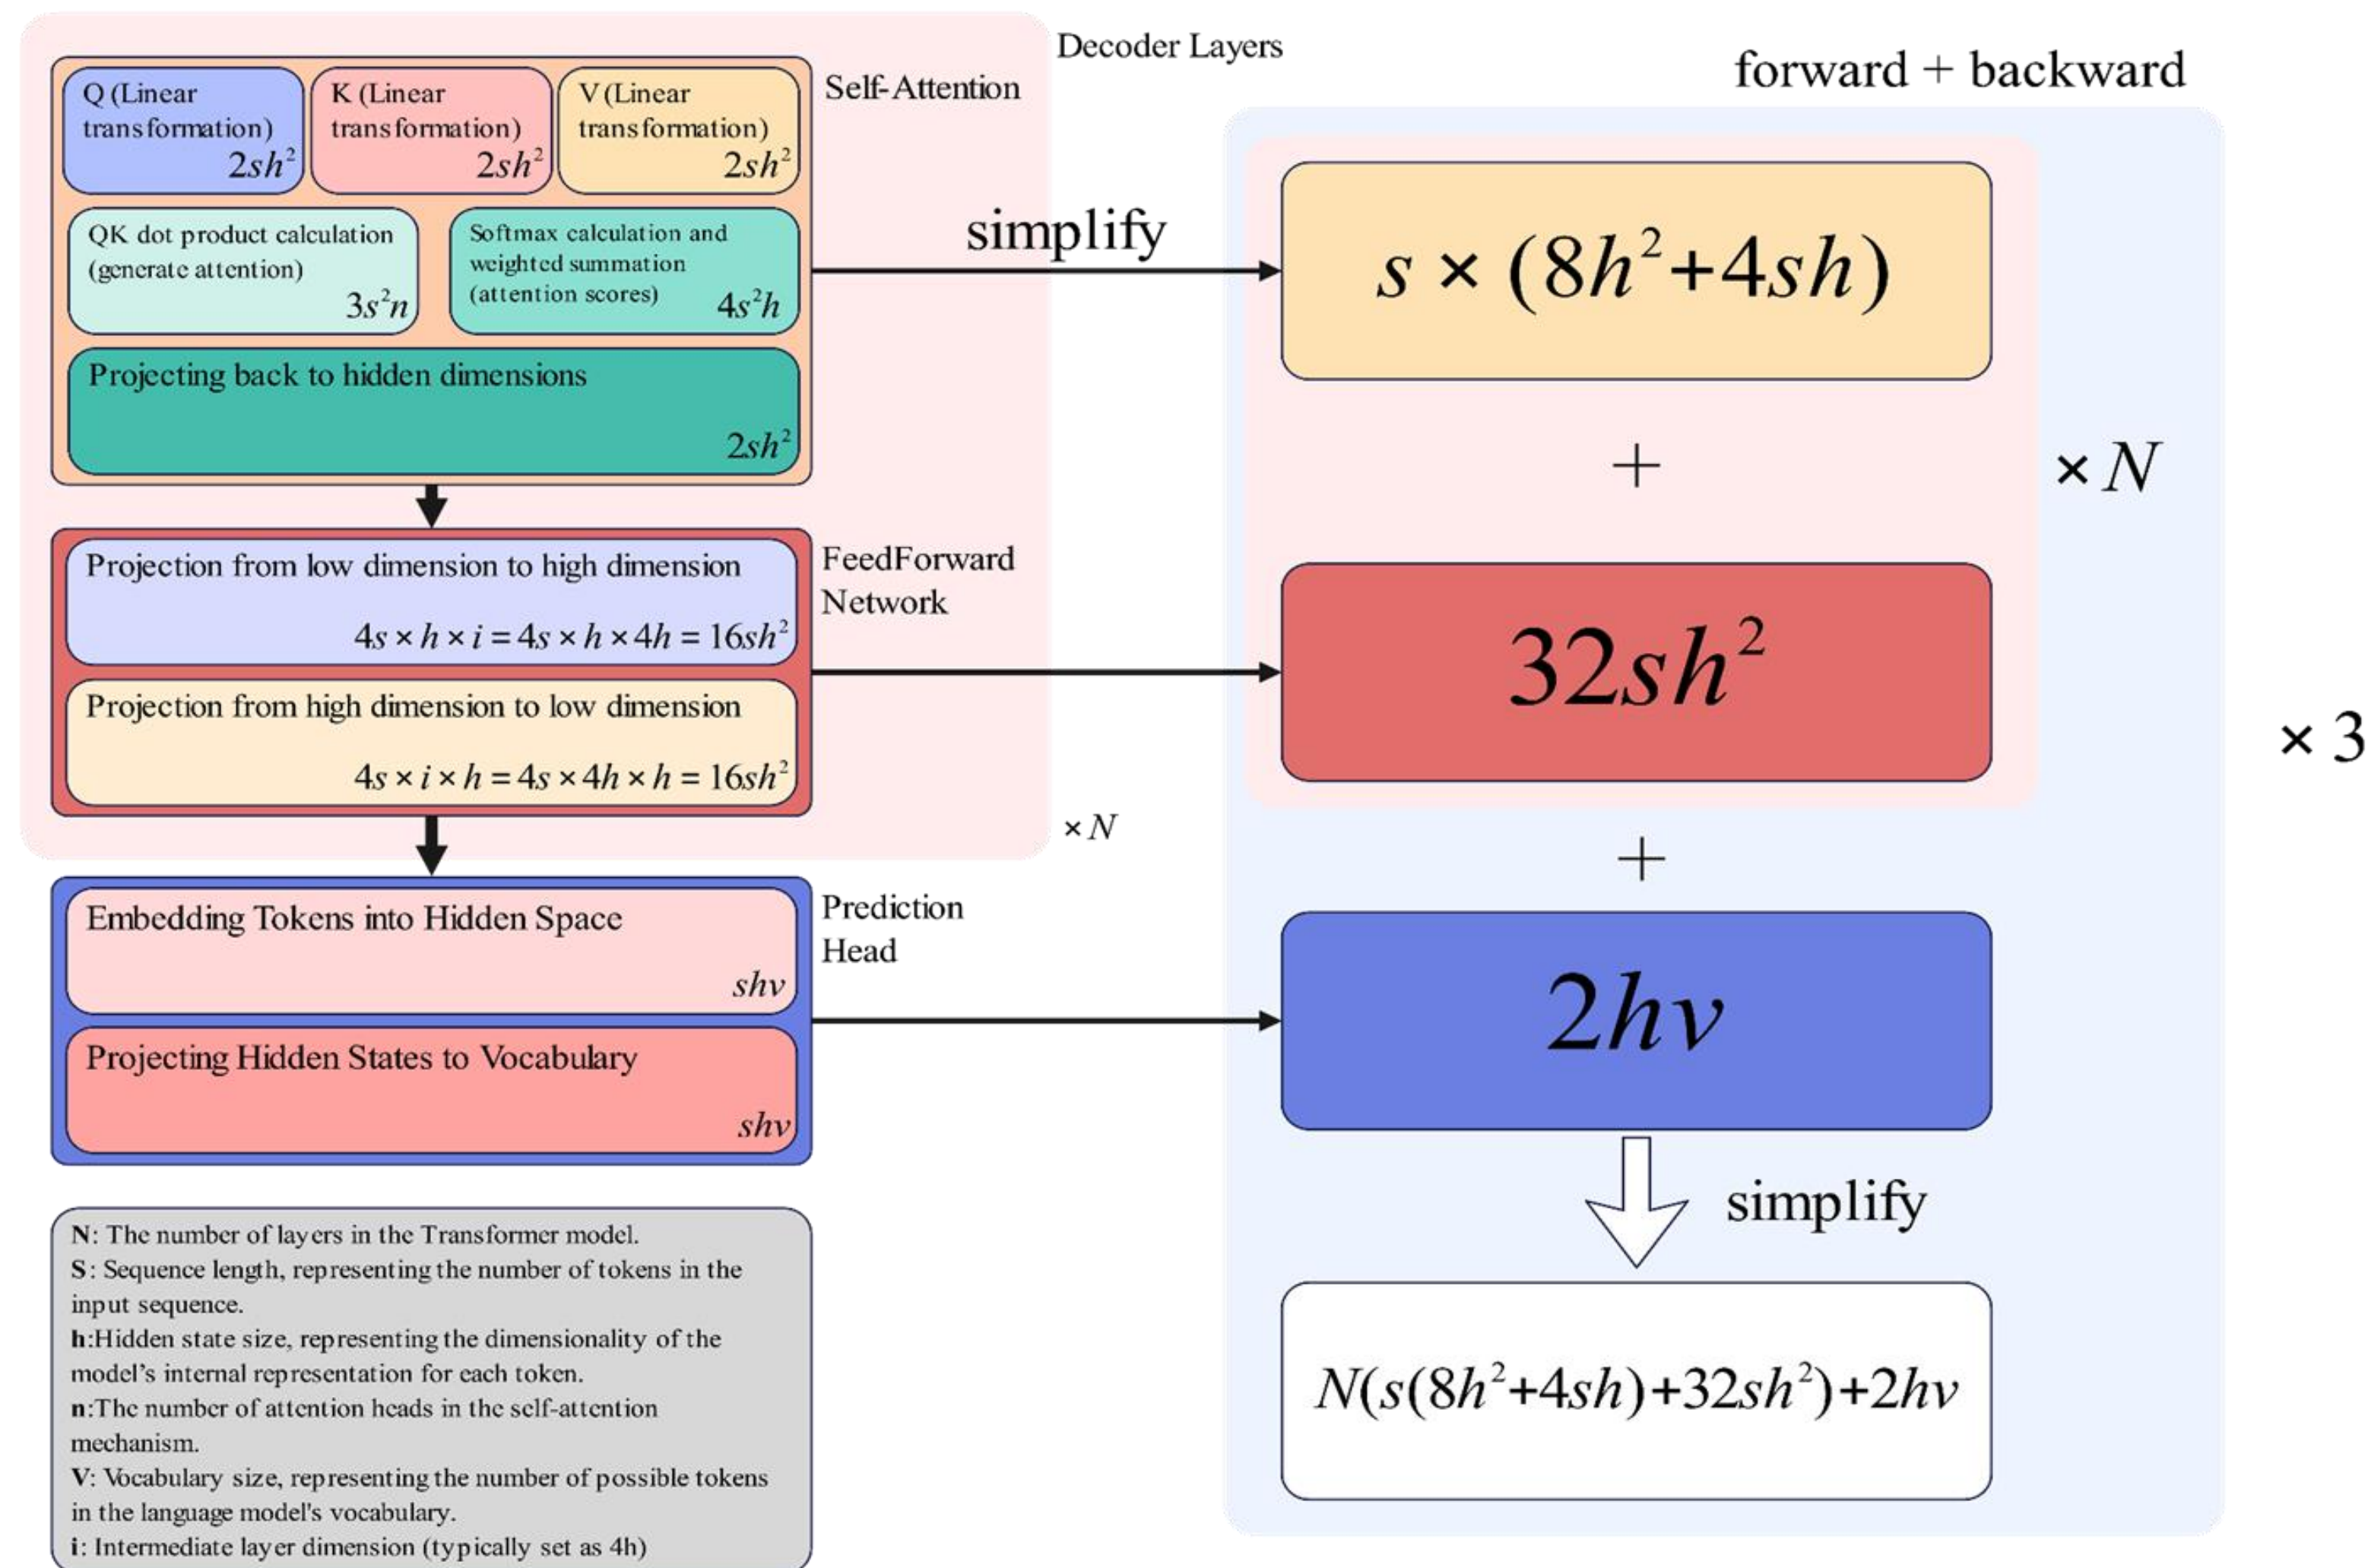 Decoder Layers
Self-Attention
Q (Linear
transformation)
2sh²
K (Linear
transformation)
2sh²
V (Linear
transformation)
2sh²
QK dot product calculation
(generate attention)
3s²n
Softmax calculation and
weighted summation
(attention scores)
4s²h
Projecting back to hidden dimensions
2sh²
FeedForward
Network
Projection from low dimension to high dimension
4s × h × i = 4s × h × 4h = 16sh²
Projection from high dimension to low dimension
4s × i × h = 4s × 4h × h = 16sh²
× N
Prediction
Head
Embedding Tokens into Hidden Space
shv
Projecting Hidden States to Vocabulary
shv
N: The number of layers in the Transformer model.
S: Sequence length, representing the number of tokens in the
input sequence.
h:Hidden state size, representing the dimensionality of the
model’s internal representation for each token.
n:The number of attention heads in the self-attention
mechanism.
V: Vocabulary size, representing the number of possible tokens
in the language model's vocabulary.
i: Intermediate layer dimension (typically set as 4h)
simplify
forward + backward
s × (8h²+4sh)
+
× N
32sh²
× 3
+
2hv
simplify
N(s(8h²+4sh)+32sh²)+2hv